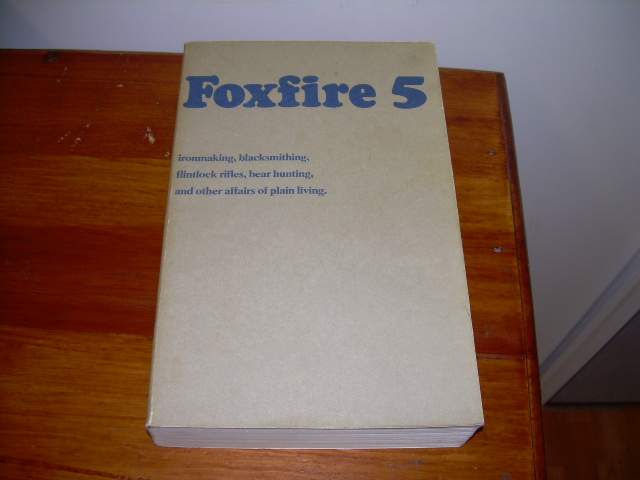 Foxfire 5
ironmaking, blacksmithing,
flintlock rifles, bear hunting,
and other affairs of plain living.